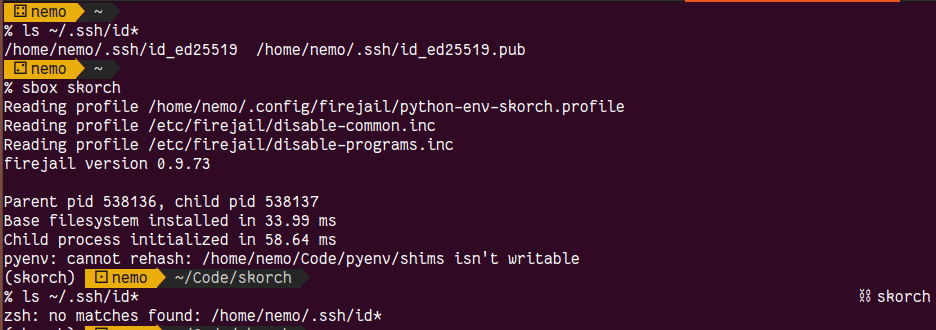 nemo ~
% ls ~/.ssh/id*
/home/nemo/.ssh/id_ed25519  /home/nemo/.ssh/id_ed25519.pub
nemo ~
% sbox skorch
Reading profile /home/nemo/.config/firejail/python-env-skorch.profile
Reading profile /etc/firejail/disable-common.inc
Reading profile /etc/firejail/disable-programs.inc
firejail version 0.9.73

Parent pid 538136, child pid 538137
Base filesystem installed in 33.99 ms
Child process initialized in 58.64 ms
pyenv: cannot rehash: /home/nemo/Code/pyenv/shims isn't writable
(skorch) nemo ~/Code/skorch
% ls ~/.ssh/id* skorch
zsh: no matches found: /home/nemo/.ssh/id*